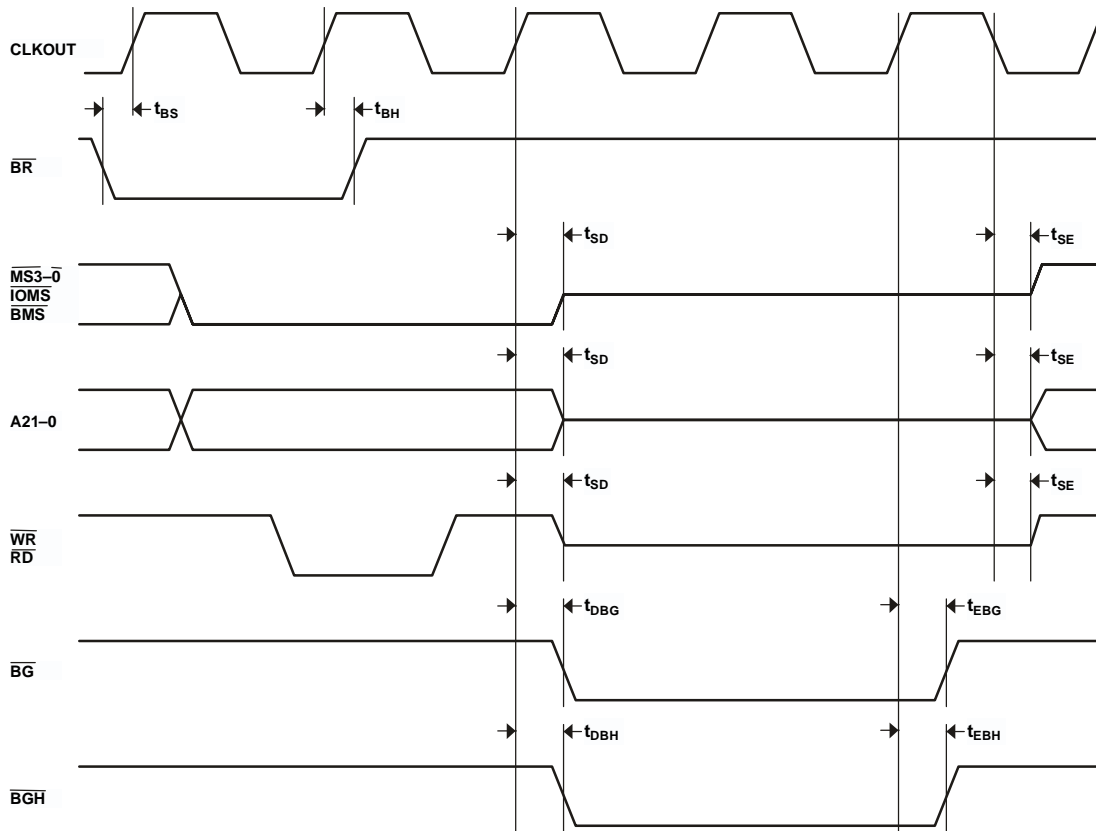 CLKOUT
tBS
tBH
BR
tSD
tSE
MS3–0
IOMS
BMS
tSD
tSE
A21–0
tSD
tSE
WR
RD
tDBG
tEBG
BG
tDBH
tEBH
BGH